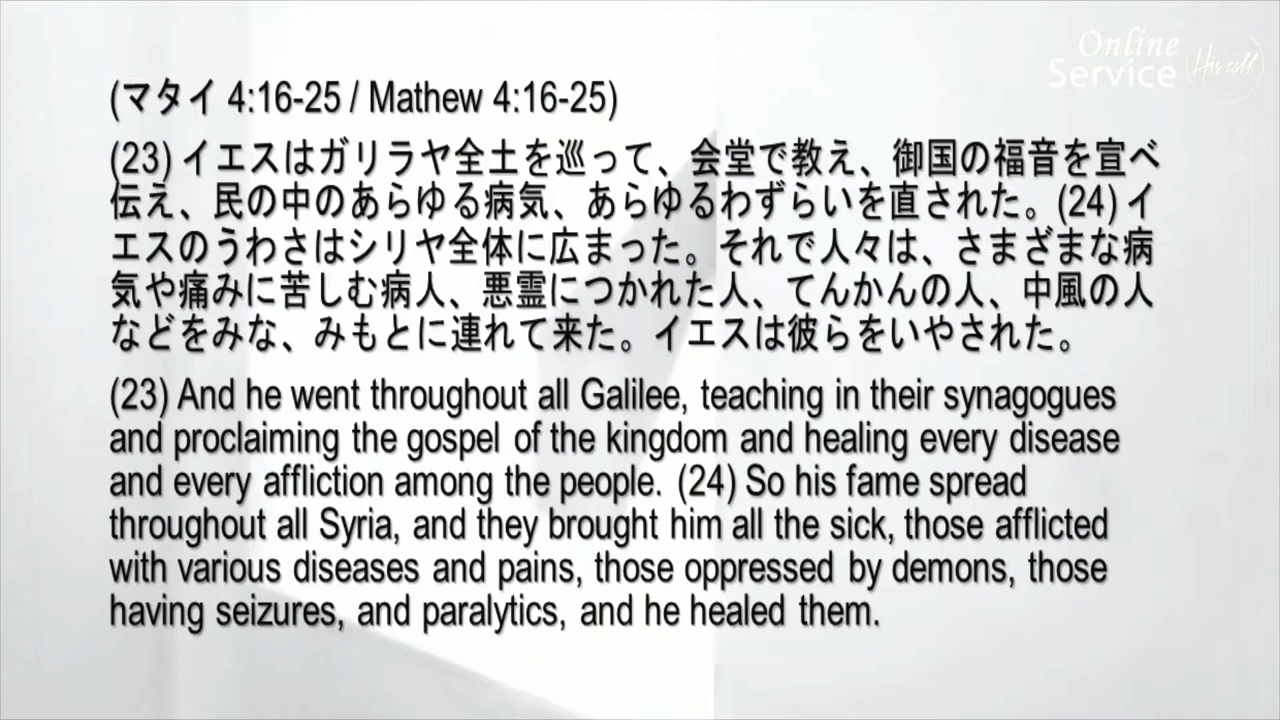 Online
Service
His call
(マタイ 4:16-25 / Mathew 4:16-25)
(23) イエスはガリラヤ全土を巡って、会堂で教え、御国の福音を宣べ
伝え、民の中のあらゆる病気、あらゆるわずらいを直された。(24) イ
エスのうわさはシリヤ全体に広まった。それで人々は、さまざまな病
気や痛みに苦しむ病人、悪霊につかれた人、てんかんの人、中風の人
などをみな、みもとに連れて来た。イエスは彼らをいやされた。
(23) And he went throughout all Galilee, teaching in their synagogues
and proclaiming the gospel of the kingdom and healing every disease
and every affliction among the people. (24) So his fame spread
throughout all Syria, and they brought him all the sick, those afflicted
with various diseases and pains, those oppressed by demons, those
having seizures, and paralytics, and he healed them.